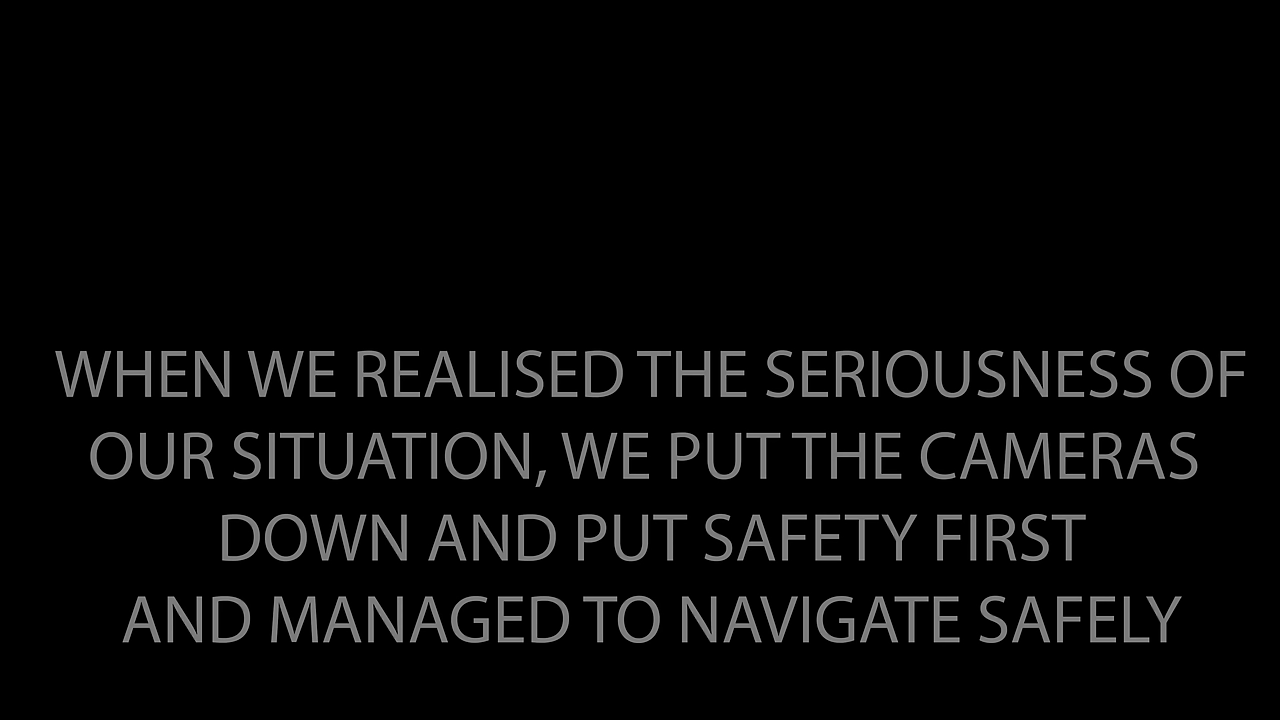 WHEN WE REALISED THE SERIOUSNESS OF
OUR SITUATION, WE PUT THE CAMERAS
DOWN AND PUT SAFETY FIRST
AND MANAGED TO NAVIGATE SAFELY